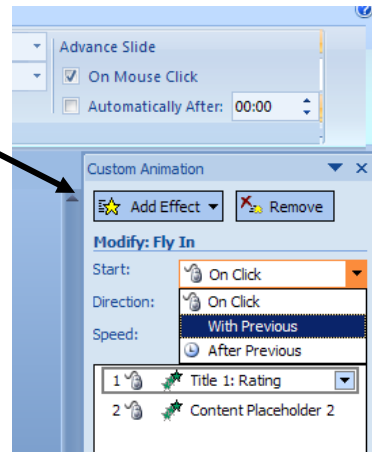 Advance Slide
On Mouse Click
Automatically After: 00:00
Custom Animation
Add Effect Remove
Modify: Fly In
Start: On Click
Direction: On Click
With Previous
Speed:
After Previous
1 Title 1: Rating
2 Content Placeholder 2